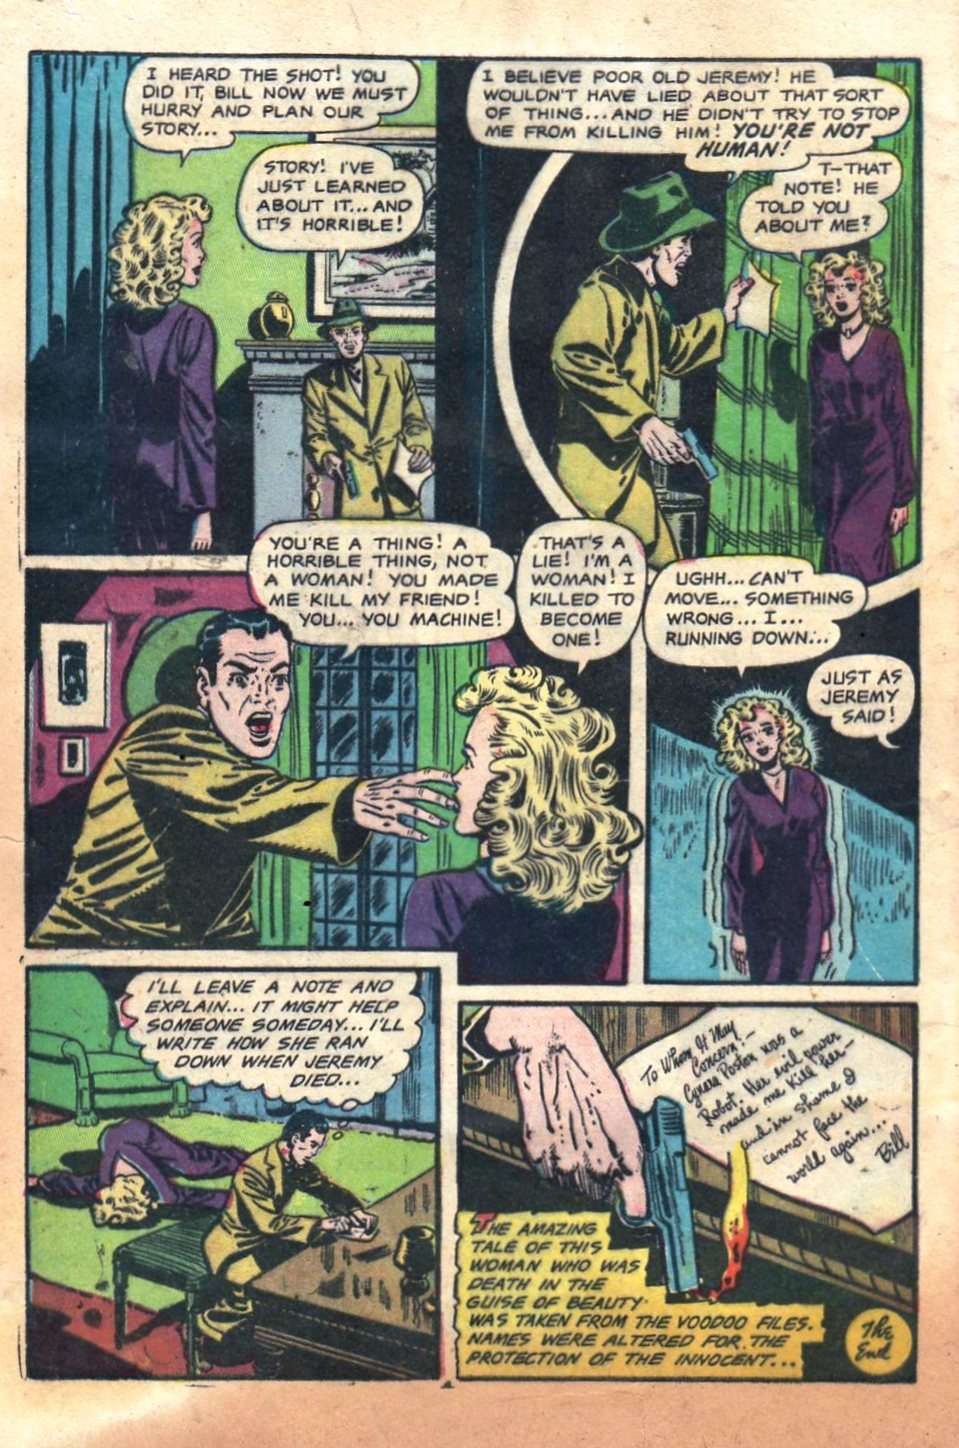 I HEARD THE SHOT! YOU
DID IT, BILL NOW WE MUST
HURRY AND PLAN OUR
STORY...
STORY! I'VE
JUST LEARNED
ABOUT IT... AND
IT'S HORRIBLE!
I BELIEVE POOR OLD JEREMY! HE
WOULDN'T HAVE LIED ABOUT THAT SORT
OF THING... AND HE DIDN'T TRY TO STOP
ME FROM KILLING HIM! YOU'RE NOT
HUMAN!
T-THAT
NOTE! HE
TOLD YOU
ABOUT ME?
YOU'RE A THING! A
HORRIBLE THING, NOT
A WOMAN! YOU MADE
ME KILL MY FRIEND!
YOU... YOU MACHINE!
THAT'S A
LIE! I'M A
WOMAN! I
KILLED TO
BECOME
ONE!
UGHH... CAN'T
MOVE... SOMETHING
WRONG... I...
RUNNING DOWN...
JUST AS
JEREMY
SAID!
I'LL LEAVE A NOTE AND
EXPLAIN... IT MIGHT HELP
SOMEONE SOMEDAY... I'LL
WRITE HOW SHE RAN
DOWN WHEN JEREMY
DIED...
To Whom It May
Concern:-
Cynera Poston was a
Robot. Her evil power
made me kill her-
and in shame I
cannot face the
world again...
Bill
THE AMAZING
TALE OF THIS
WOMAN WHO WAS
DEATH IN THE
GUISE OF BEAUTY
WAS TAKEN FROM THE VOODOO FILES.
NAMES WERE ALTERED FOR THE
PROTECTION OF THE INNOCENT...
The
End